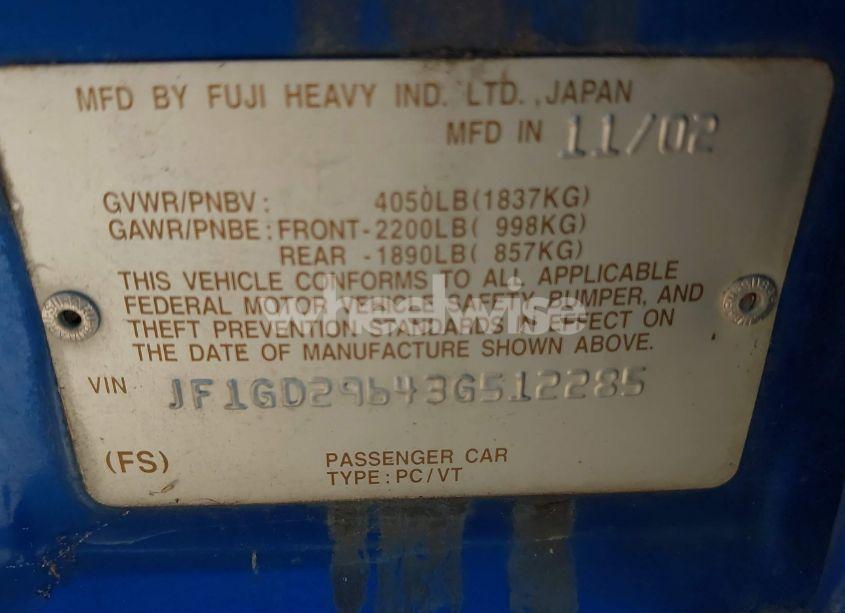 MFD BY FUJI HEAVY IND. LTD., JAPAN
MFD IN 11/02
GVWR/PNBV: 4050LB(1837KG)
GAWR/PNBE: FRONT-2200LB( 998KG)
REAR -1890LB( 857KG)
THIS VEHICLE CONFORMS TO ALL APPLICABLE
FEDERAL MOTOR VEHICLE SAFETY, BUMPER, AND
THEFT PREVENTION STANDARDS IN EFFECT ON
THE DATE OF MANUFACTURE SHOWN ABOVE.
wheelwise
VIN JF1GD29643G512285
(FS) PASSENGER CAR
TYPE: PC/VT